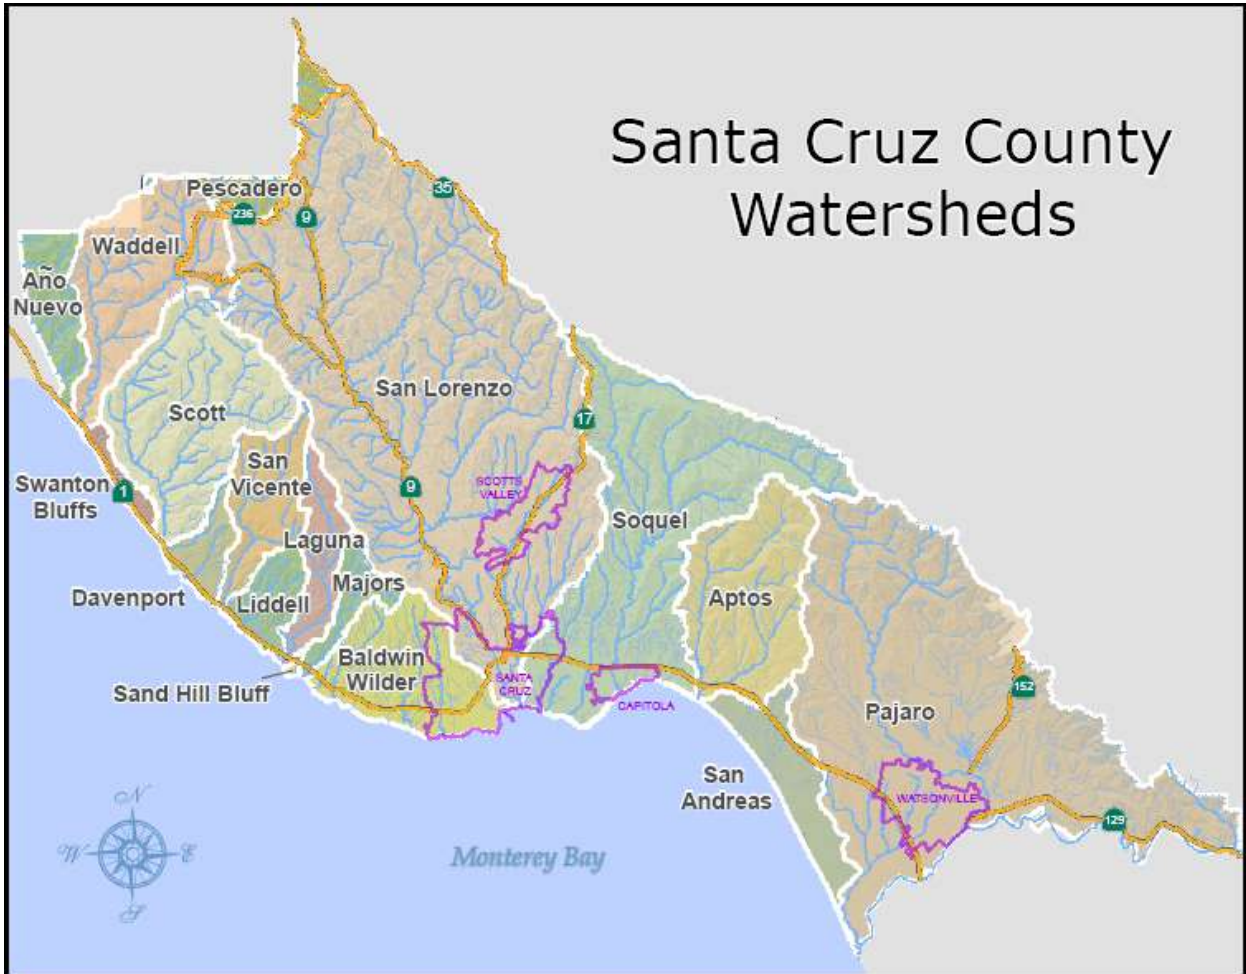 Santa Cruz County
Watersheds
Pescadero
236
9
35
Waddell
Año
Nuevo
San Lorenzo
Scott
17
San
Vicente
SCOTTS
VALLEY
9
Swanton
Bluffs
1
Soquel
Laguna
Majors
Davenport
Liddell
Aptos
Baldwin
Wilder
SANTA
CRUZ
Sand Hill Bluff
CAPITOLA
152
Pajaro
San
Andreas
WATSONVILLE
129
N
W
E
S
Monterey Bay